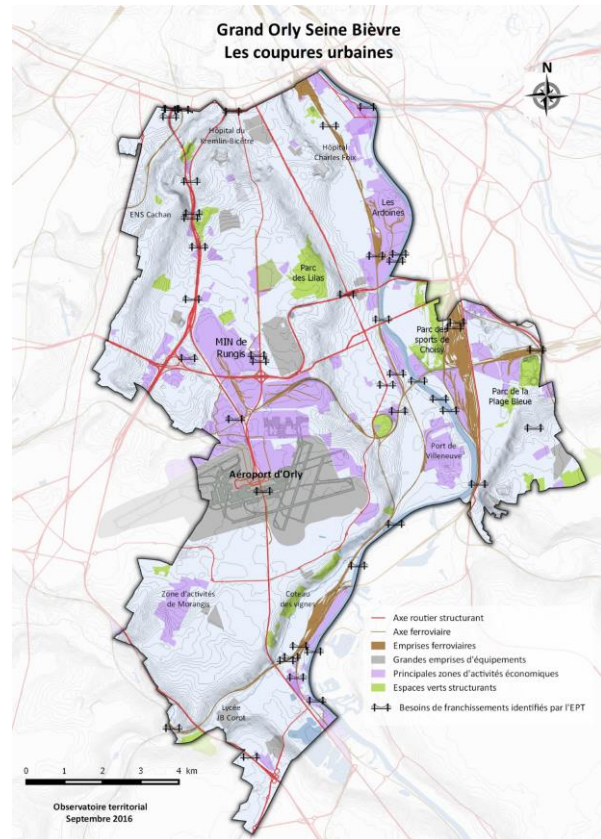 Grand Orly Seine Bièvre
Les coupures urbaines
N
Hôpital du
Kremlin-Bicêtre
Hôpital
Charles Foix
ENS Cachan
Les
Ardoines
Parc
des Lilas
MIN de
Rungis
Parc des
sports de
Choisy
Parc de la
Plage Bleue
Port de
Villeneuve
Aéroport d'Orly
Zone d'activités
de Morangis
Coteau
des vignes
Lycée
JB Corot
Axe routier structurant
Axe ferroviaire
Emprises ferroviaires
Grandes emprises d'équipements
Principales zones d'activités économiques
Espaces verts structurants
Besoins de franchissements identifiés par l'EPT
0 1 2 3 4 km
Observatoire territorial
Septembre 2016